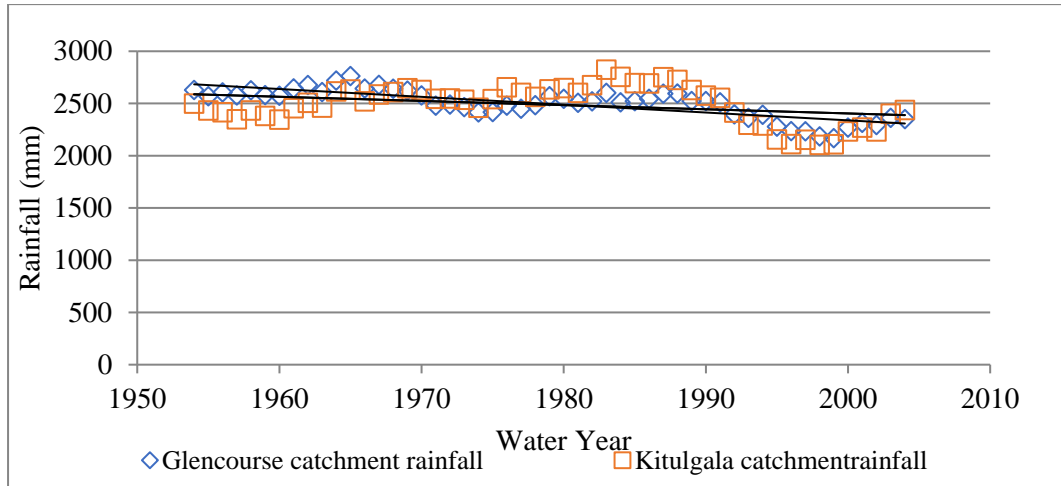 3000
2500
2000
1500
1000
500
0
Rainfall (mm)
1950 1960 1970 1980 1990 2000 2010
Water Year
Glencourse catchment rainfall Kitulgala catchmentrainfall